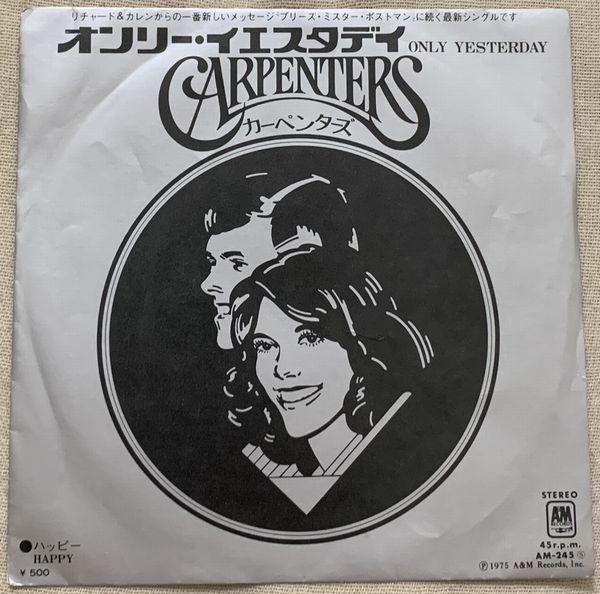 リチャード&カレンからの一番新しいメッセージ“プリーズ・ミスター・ポストマン”に続く最新シングルです
オンリー・イエスタデイ ONLY YESTERDAY
CARPENTERS
カーペンターズ
●ハッピー
HAPPY
¥ 500
STEREO
AM
RECORDS
45 r.p.m.
AM-245 Ⓢ
Ⓟ 1975 A&M Records, Inc.